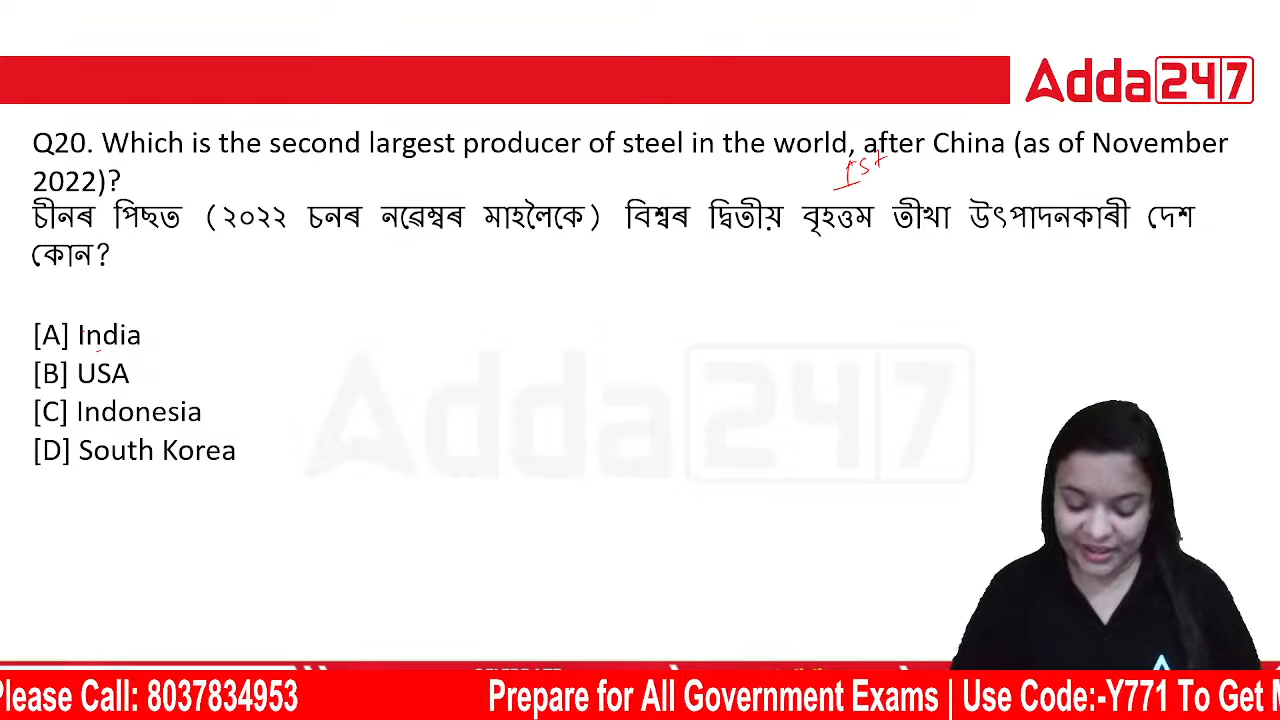 Adda247
Q20. Which is the second largest producer of steel in the world, after China (as of November
2022)?
1st
চীনৰ পিছত (২০২২ চনৰ নৱেম্বৰ মাহলৈকে) বিশ্বৰ দ্বিতীয় বৃহত্তম তীখা উৎপাদনকাৰী দেশ
কোন?
[A] India
[B] USA
[C] Indonesia
[D] South Korea
Adda247
Please Call: 8037834953 Prepare for All Government Exams | Use Code:-Y771 To Get